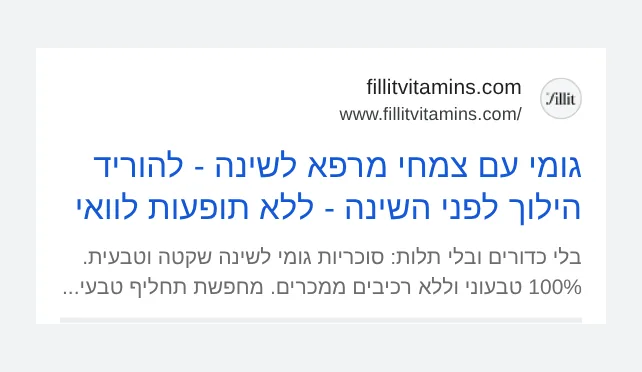 fillitvitamins.com
fillit
www.fillitvitamins.com/
גומי עם צמחי מרפא לשינה - להוריד
הילוך לפני השינה - ללא תופעות לוואי
בלי כדורים ובלי תלות: סוכריות גומי לשינה שקטה וטבעית.
100% טבעוני וללא רכיבים ממכרים. מחפשת תחליף טבעי...